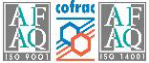 cofrac
AF
AQ
ISO 9001
AF
AQ
ISO 14001